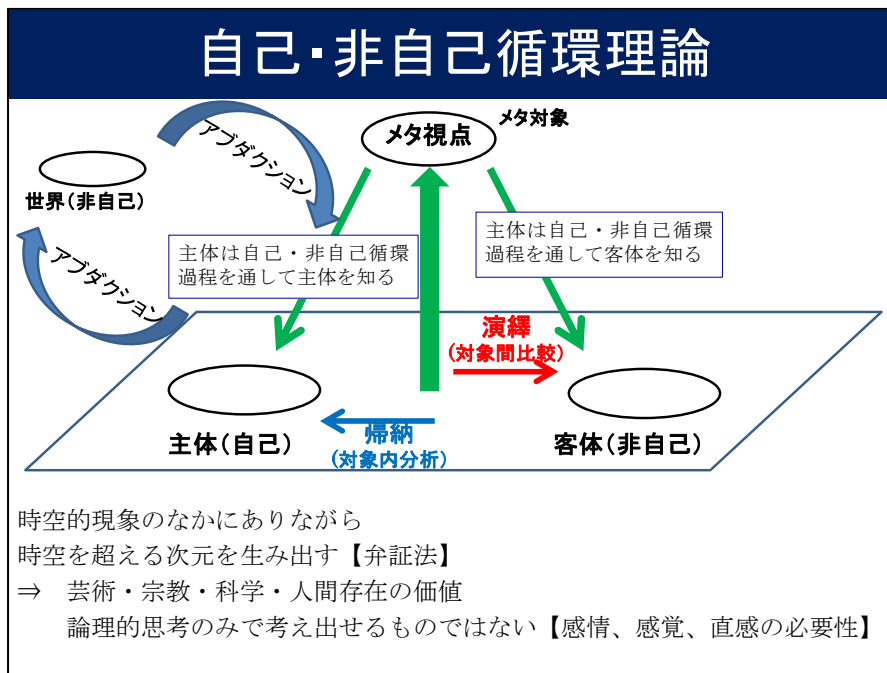 自己・非自己循環理論
メタ視点
メタ対象
アブダクション
世界(非自己)
アブダクション
主体は自己・非自己循環
過程を通して主体を知る
主体は自己・非自己循環
過程を通して客体を知る
演繹
(対象間比較)
主体(自己)
帰納
(対象内分析)
客体(非自己)
時空的現象のなかにありながら
時空を超える次元を生み出す【弁証法】
⇒ 芸術・宗教・科学・人間存在の価値
論理的思考のみで考え出せるものではない【感情、感覚、直感の必要性】